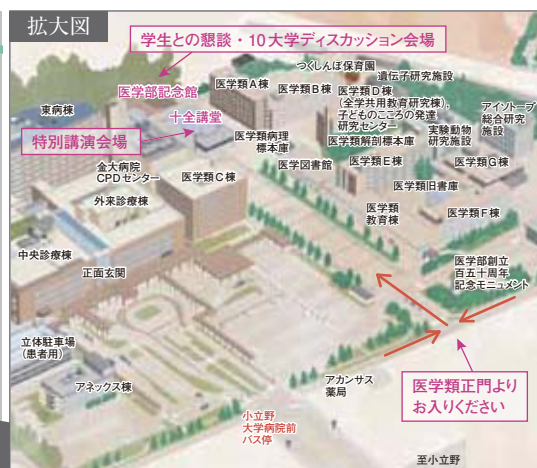 拡大図
学生との懇談・10大学ディスカッション会場
つくしんぼ保育園
遺伝子研究施設
医学部記念館
医学類A棟
医学類B棟
医学類D棟
(全学共用教育研究棟)、
子どものこころの発達
研究センター
アイソトープ
総合研究
施設
東病棟
十全講堂
特別講演会場
医学類病理
標本庫
医学類解剖標本庫
実験動物
研究施設
金大病院
CPDセンター
医学類C棟
医学図書館
医学類E棟
医学類G棟
医学類旧書庫
外来診療棟
医学類
教育棟
医学類F棟
中央診療棟
正面玄関
医学部創立
百五十周年
記念モニュメント
立体駐車場
(患者用)
アネックス棟
アカンサス
薬局
医学類正門より
お入りください
小立野
大学病院前
バス停
至小立野